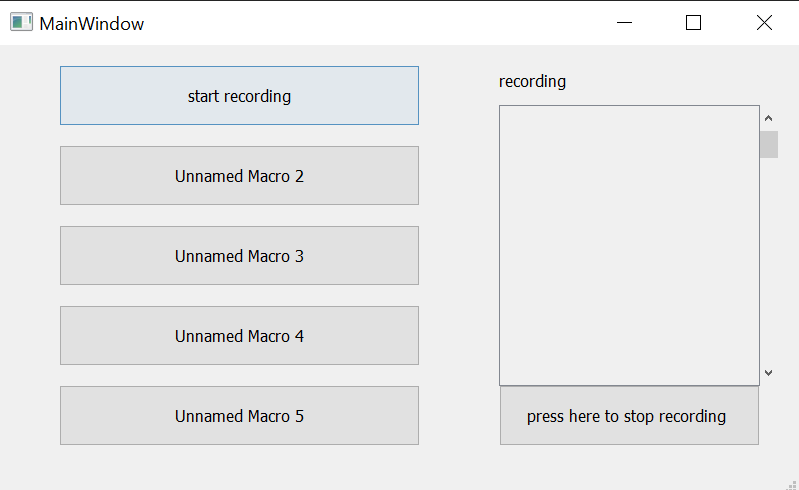 MainWindow
start recording
Unnamed Macro 2
Unnamed Macro 3
Unnamed Macro 4
Unnamed Macro 5
recording
press here to stop recording